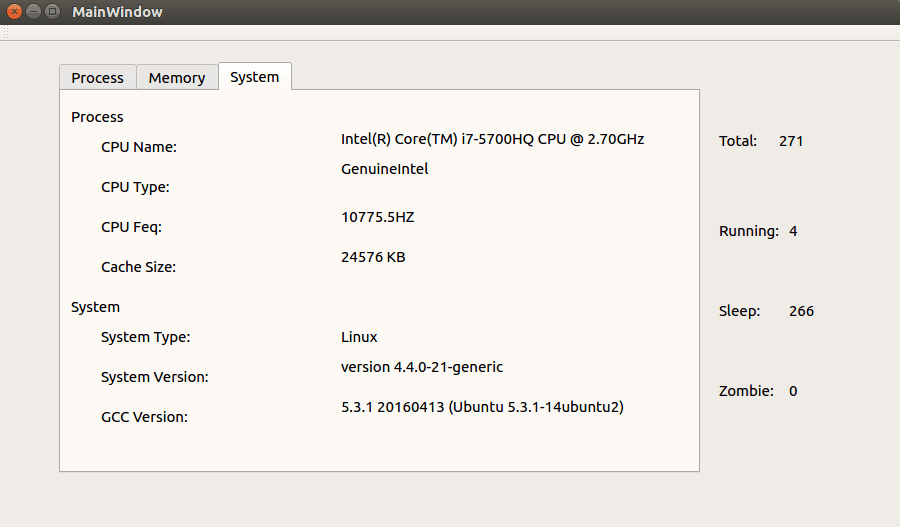 MainWindow
Process Memory System
Process
CPU Name: Intel(R) Core(TM) i7-5700HQ CPU @ 2.70GHz
CPU Type: GenuineIntel
CPU Feq: 10775.5HZ
Cache Size: 24576 KB
System
System Type: Linux
System Version: version 4.4.0-21-generic
GCC Version: 5.3.1 20160413 (Ubuntu 5.3.1-14ubuntu2)
Total: 271
Running: 4
Sleep: 266
Zombie: 0